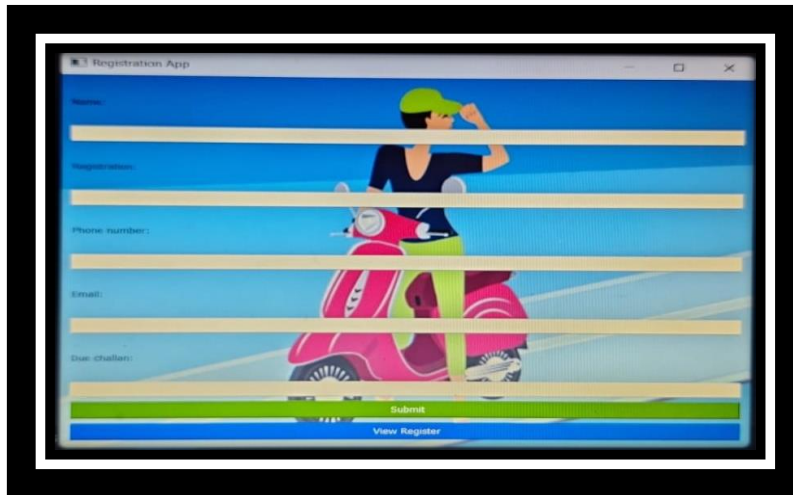 Registration App
Name:
Registration:
Phone number:
Email:
Due challan:
Submit
View Register